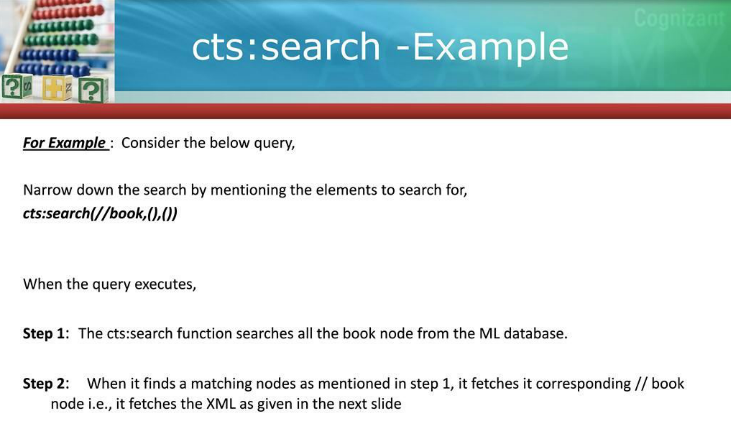 Cognizant
ACADEMY
cts:search -Example
For Example : Consider the below query,
Narrow down the search by mentioning the elements to search for,
cts:search(//book,(),())
When the query executes,
Step 1: The cts:search function searches all the book node from the ML database.
Step 2: When it finds a matching nodes as mentioned in step 1, it fetches it corresponding // book
node i.e., it fetches the XML as given in the next slide